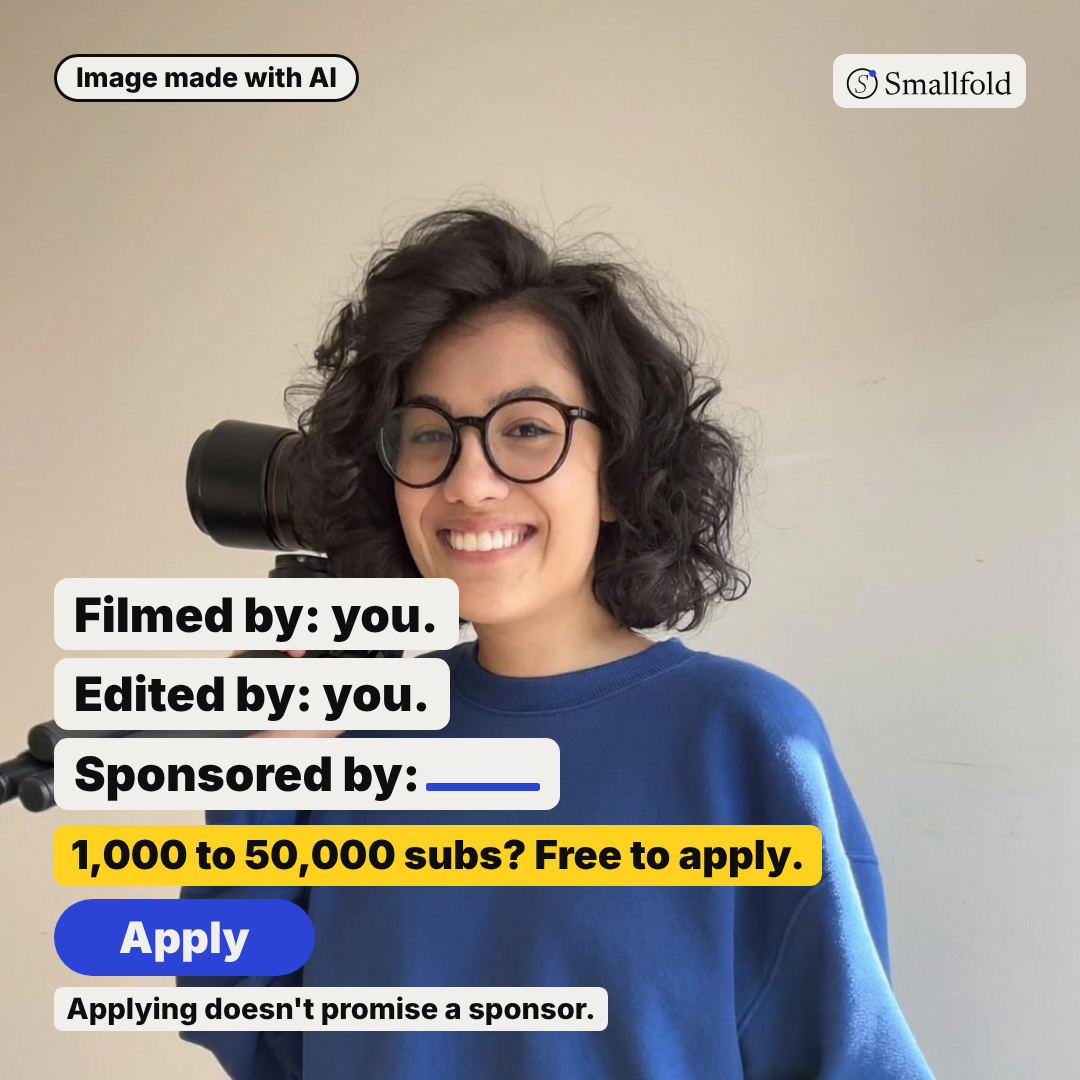 Image made with AI
Smallfold
Filmed by: you.
Edited by: you.
Sponsored by:
1,000 to 50,000 subs? Free to apply.
Apply
Applying doesn't promise a sponsor.